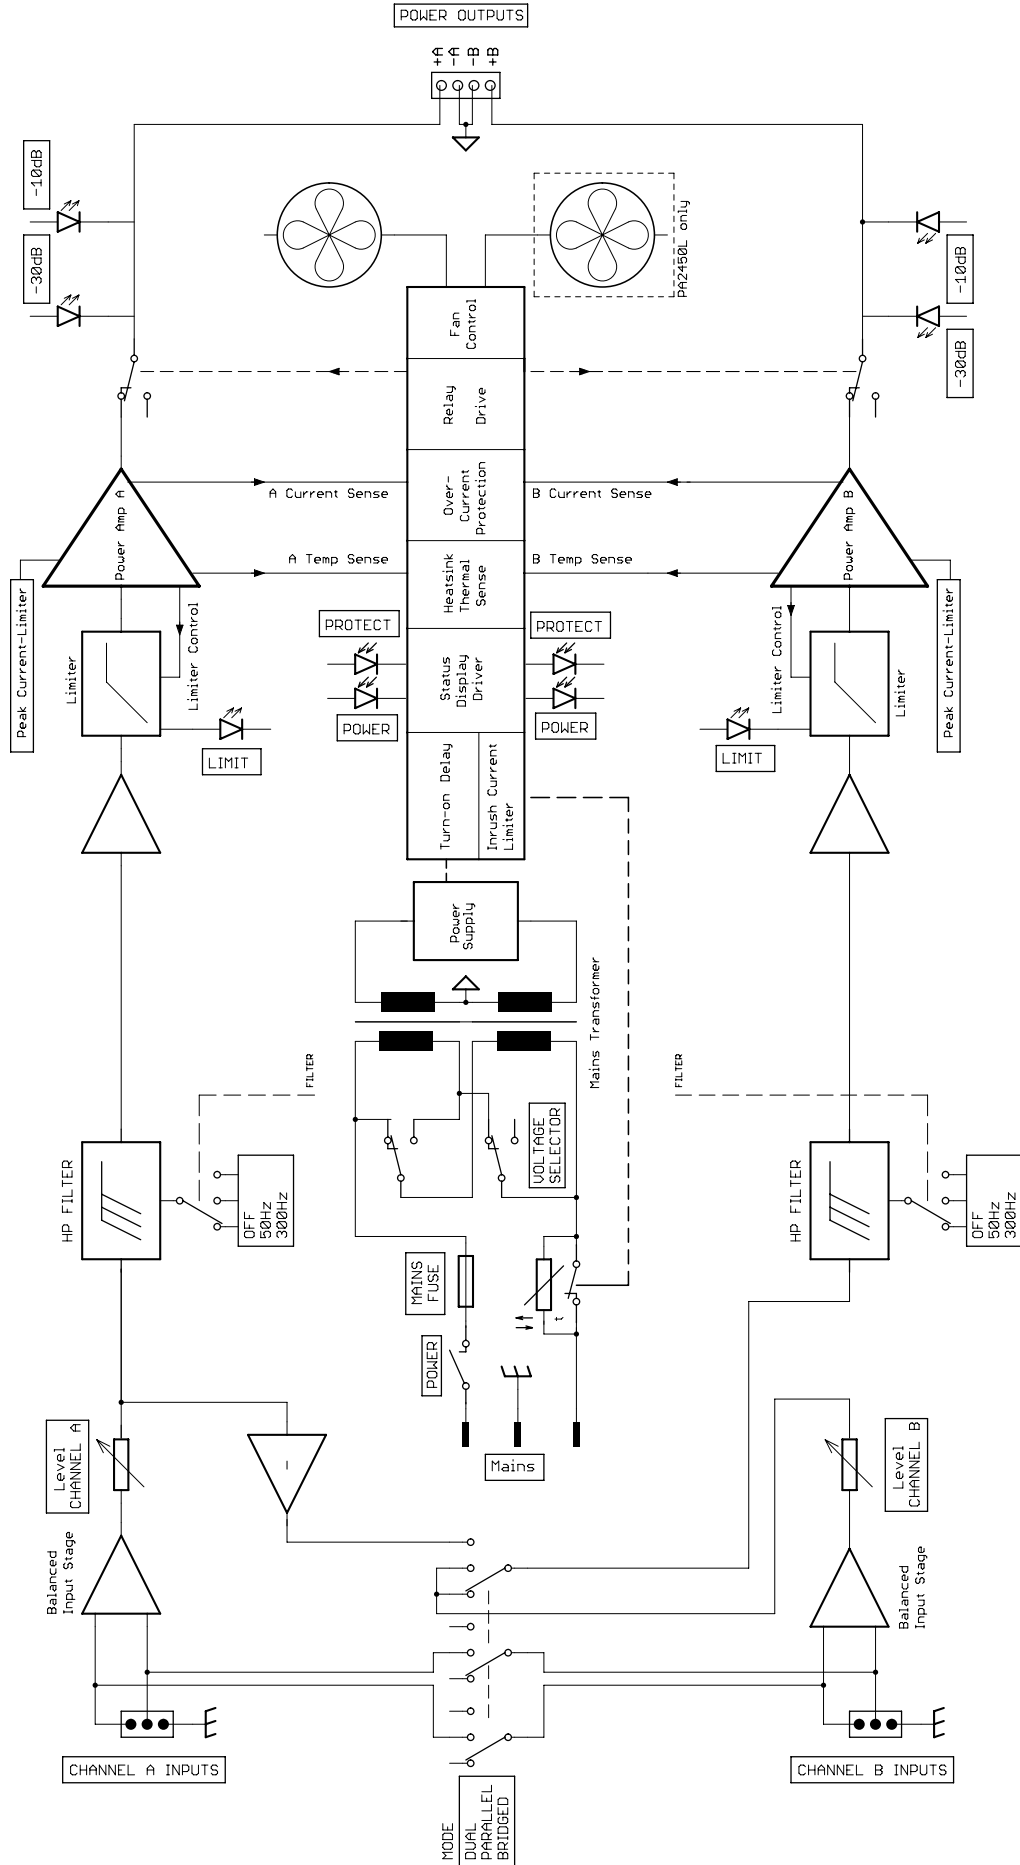 POWER OUTPUTS
+A
-A
-B
+B
-10dB
-30dB
-10dB
-30dB
PA2450L only
Fan
Control
Relay
Drive
Over-
Current
Protection
Heatsink
Thermal
Sense
Status
Display
Driver
Turn-on Delay
Inrush Current
Limiter
A Current Sense
B Current Sense
A Temp Sense
B Temp Sense
Power Amp A
Power Amp B
Peak Current-Limiter
Peak Current-Limiter
Limiter
Limiter Control
Limiter Control
Limiter
PROTECT
PROTECT
POWER
POWER
LIMIT
LIMIT
Power
Supply
Mains Transformer
FILTER
FILTER
HP FILTER
OFF
50Hz
300Hz
HP FILTER
OFF
50Hz
300Hz
VOLTAGE
SELECTOR
MAINS
FUSE
t
POWER
Mains
Level
CHANNEL A
Level
CHANNEL B
-
Balanced
Input Stage
Balanced
Input Stage
CHANNEL A INPUTS
CHANNEL B INPUTS
MODE
DUAL
PARALLEL
BRIDGED